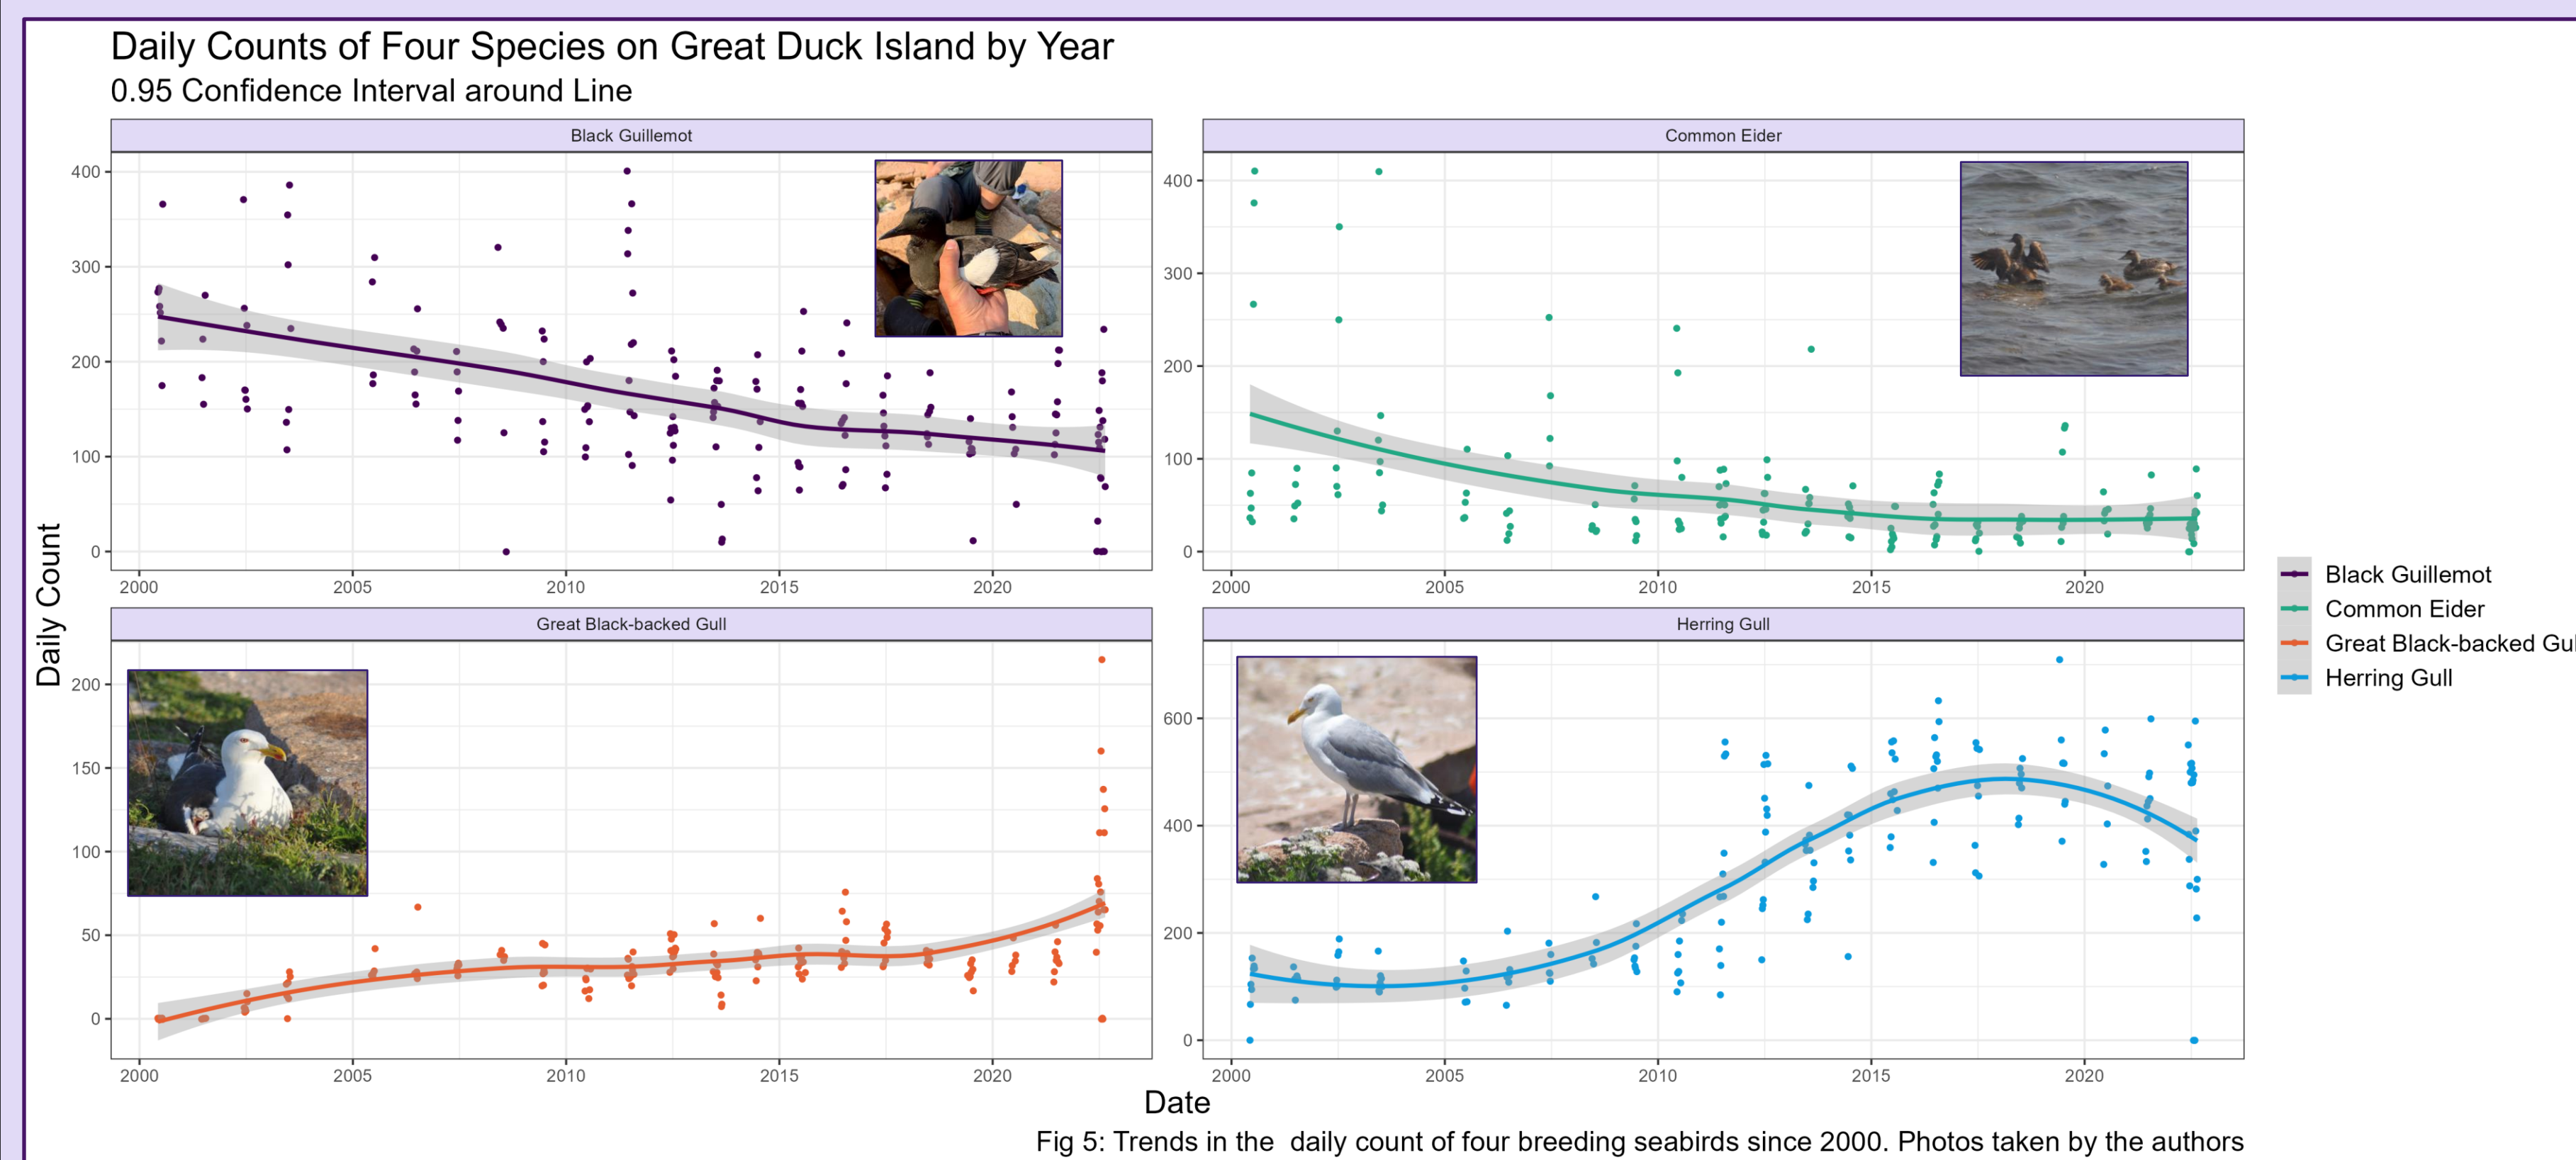 Daily Counts of Four Species on Great Duck Island by Year
0.95 Confidence Interval around Line
Black Guillemot
400
300
200
100
0
2000 2005 2010 2015 2020
Common Eider
400
300
200
100
0
2000 2005 2010 2015 2020
Daily Count
Great Black-backed Gull
200
150
100
50
0
2000 2005 2010 2015 2020
Herring Gull
600
400
200
0
2000 2005 2010 2015 2020
Black Guillemot
Common Eider
Great Black-backed Gul
Herring Gull
Date
Fig 5: Trends in the  daily count of four breeding seabirds since 2000. Photos taken by the authors